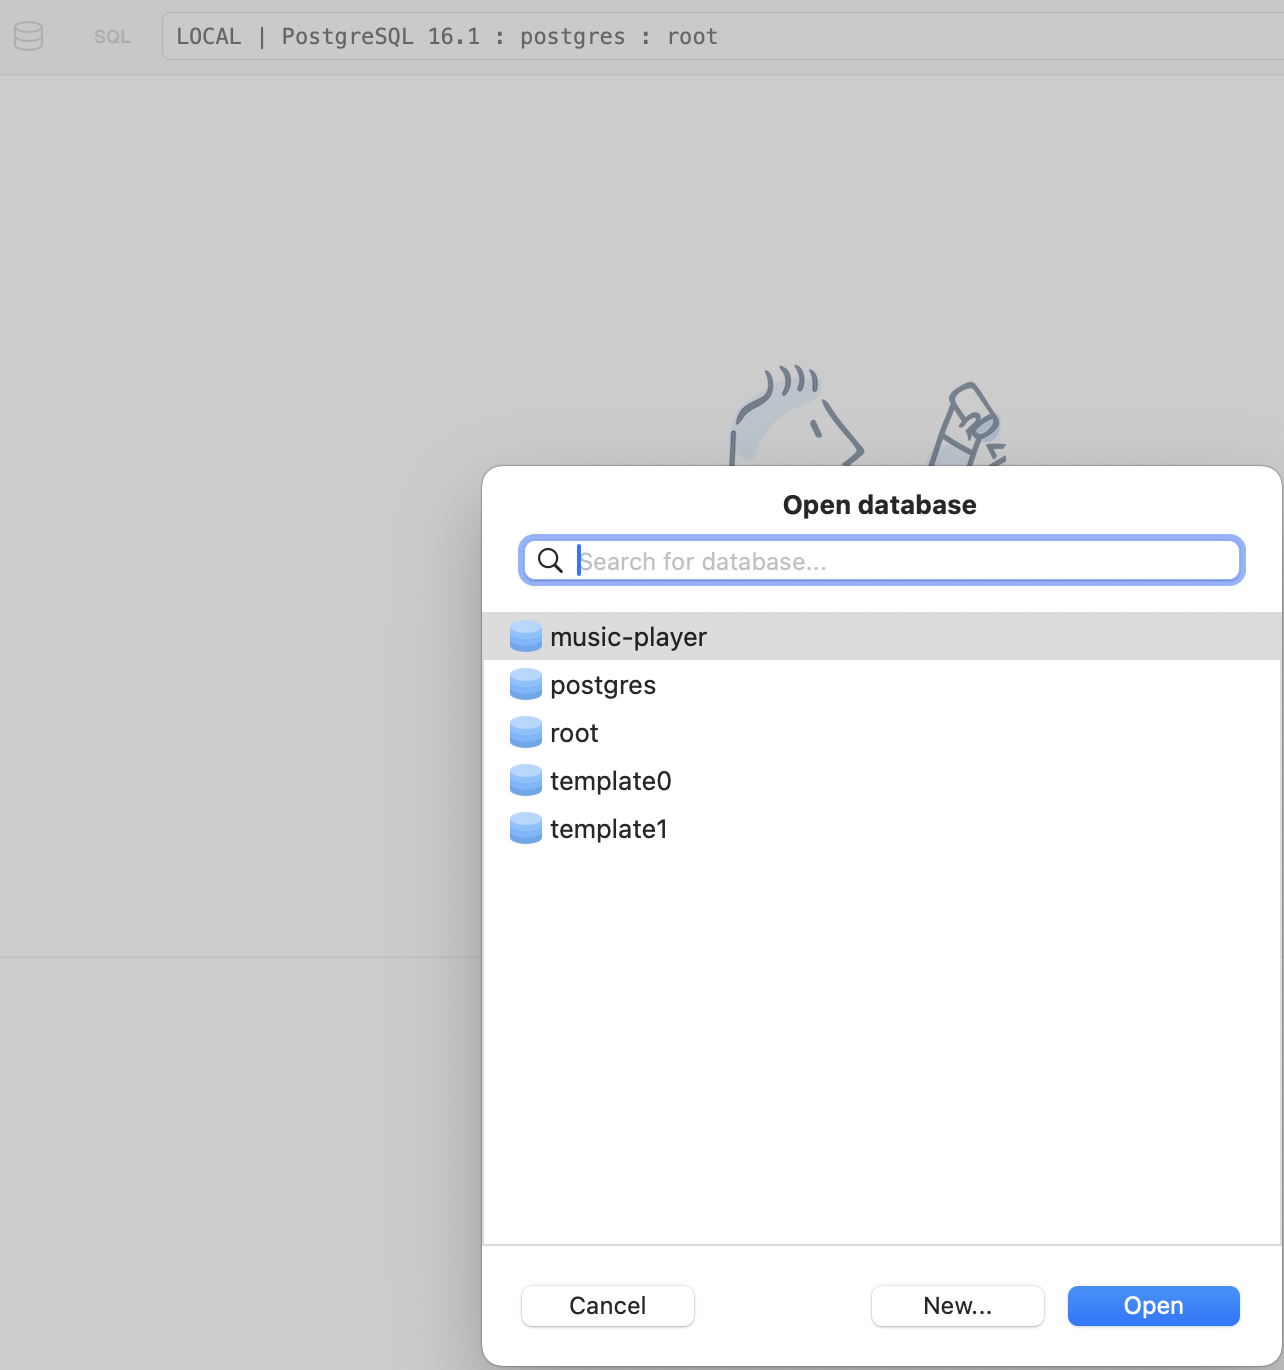 SQL
LOCAL | PostgreSQL 16.1 : postgres : root
Open database
Search for database...
music-player
postgres
root
template0
template1
Cancel
New...
Open